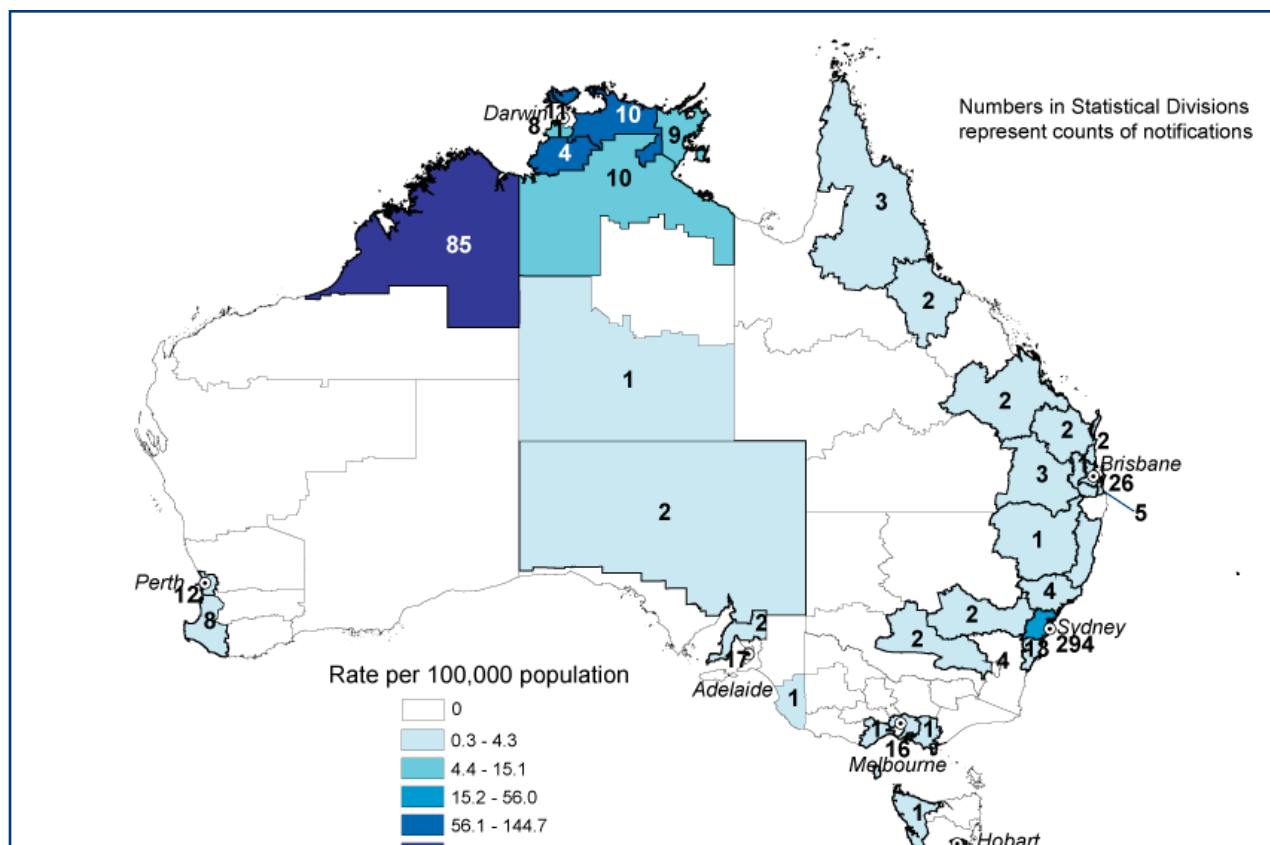 Numbers in Statistical Divisions
represent counts of notifications
Darwin
11
8
1
10
9
4
10
3
85
2
1
2
2
2
Brisbane
11
3
26
2
5
1
Perth
12
4
8
2
2
Sydney
2
13
294
17
4
Rate per 100,000 population
Adelaide
1
0
1
1
16
0.3 - 4.3
Melbourne
4.4 - 15.1
15.2 - 56.0
1
56.1 - 144.7
Hobart